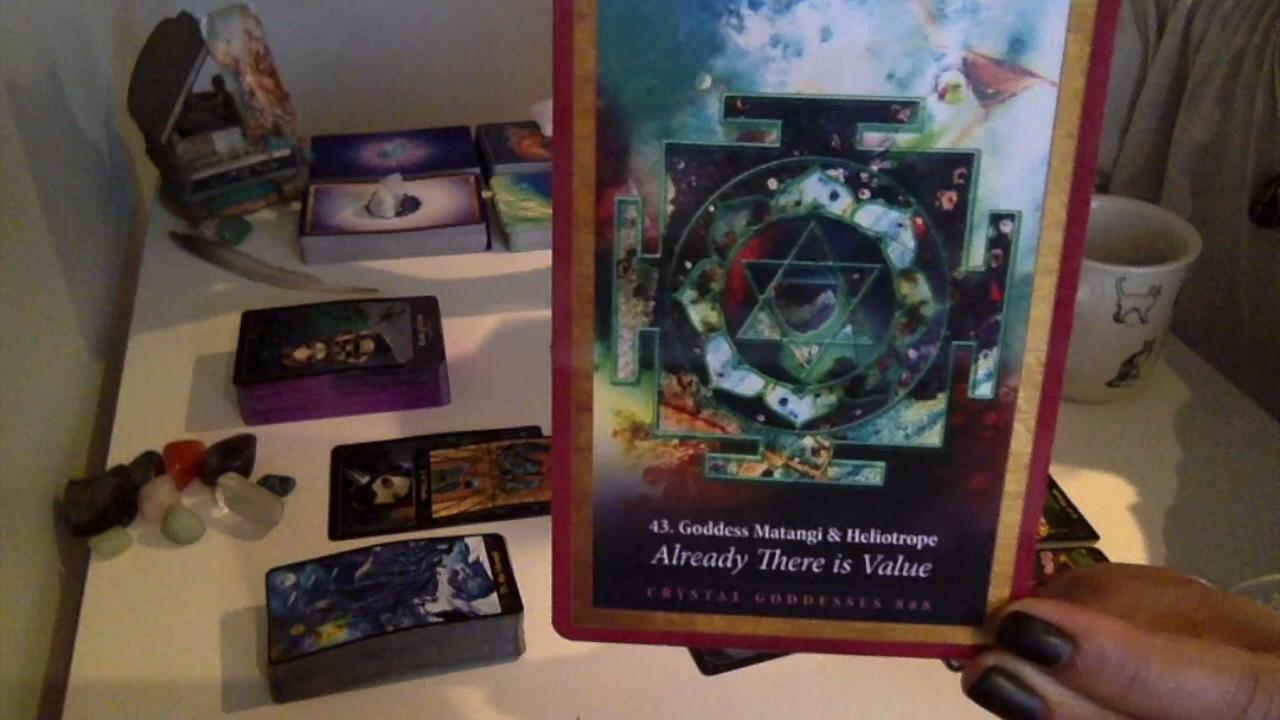 43. Goddess Matangi & Heliotrope
Already There is Value
CRYSTAL GODDESSES 888